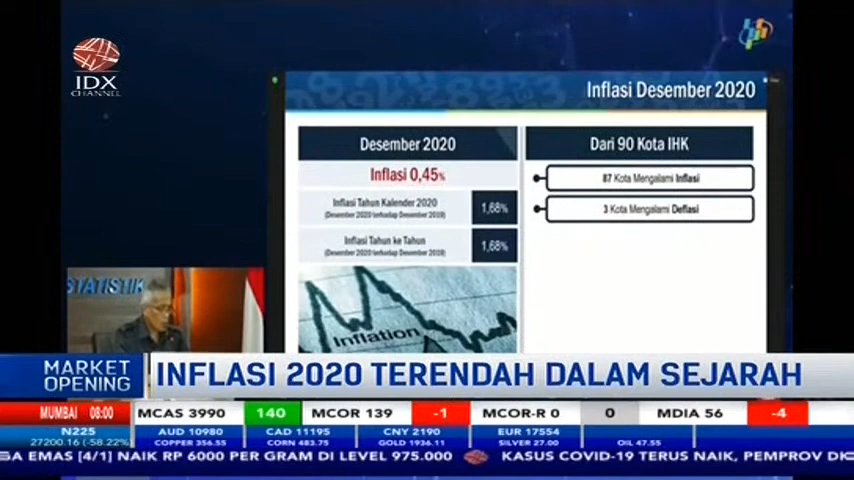 IDX
CHANNEL
Inflasi Desember 2020
Desember 2020
Inflasi 0,45%
Inflasi Tahun Kalender 2020
(Desember 2020 terhadap Desember 2019)
1,68%
Inflasi Tahun ke Tahun
(Desember 2020 terhadap Desember 2019)
1,68%
Inflation
Dari 90 Kota IHK
87 Kota Mengalami Inflasi
3 Kota Mengalami Deflasi
STATISTIK
MARKET
OPENING
INFLASI 2020 TERENDAH DALAM SEJARAH
MUMBAI 08:00 MCAS 3990 140 MCOR 139 -1 MCOR-R 0 0 MDIA 56 -4
N225 AUD 10980 CAD 11195 CNY 2190 EUR 17554
27200.16 (-58.22% COPPER 356.55 CORN 483.75 GOLD 1936.11 SILVER 27.00 OIL 47.55
GA EMAS [4/1] NAIK RP 6000 PER GRAM DI LEVEL 975.000 KASUS COVID-19 TERUS NAIK, PEMPROV DK